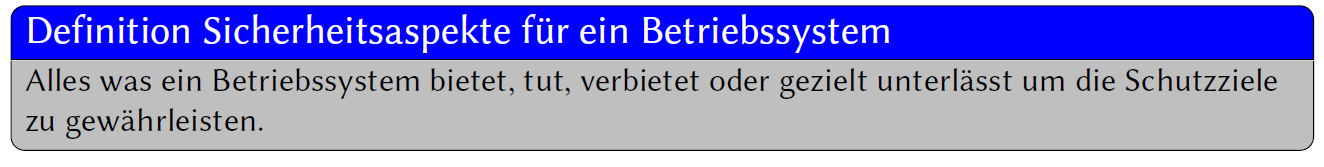 Definition Sicherheitsaspekte für ein Betriebssystem
Alles was ein Betriebssystem bietet, tut, verbietet oder gezielt unterlässt um die Schutzziele
zu gewährleisten.